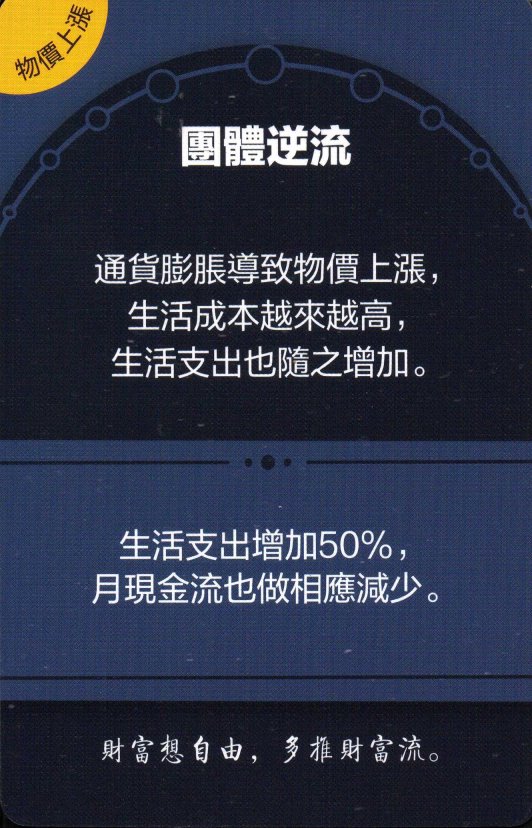 物價上漲
團體逆流
通貨膨脹導致物價上漲，
生活成本越來越高，
生活支出也隨之增加。
生活支出增加50%，
月現金流也做相應減少。
財富想自由，多推財富流。